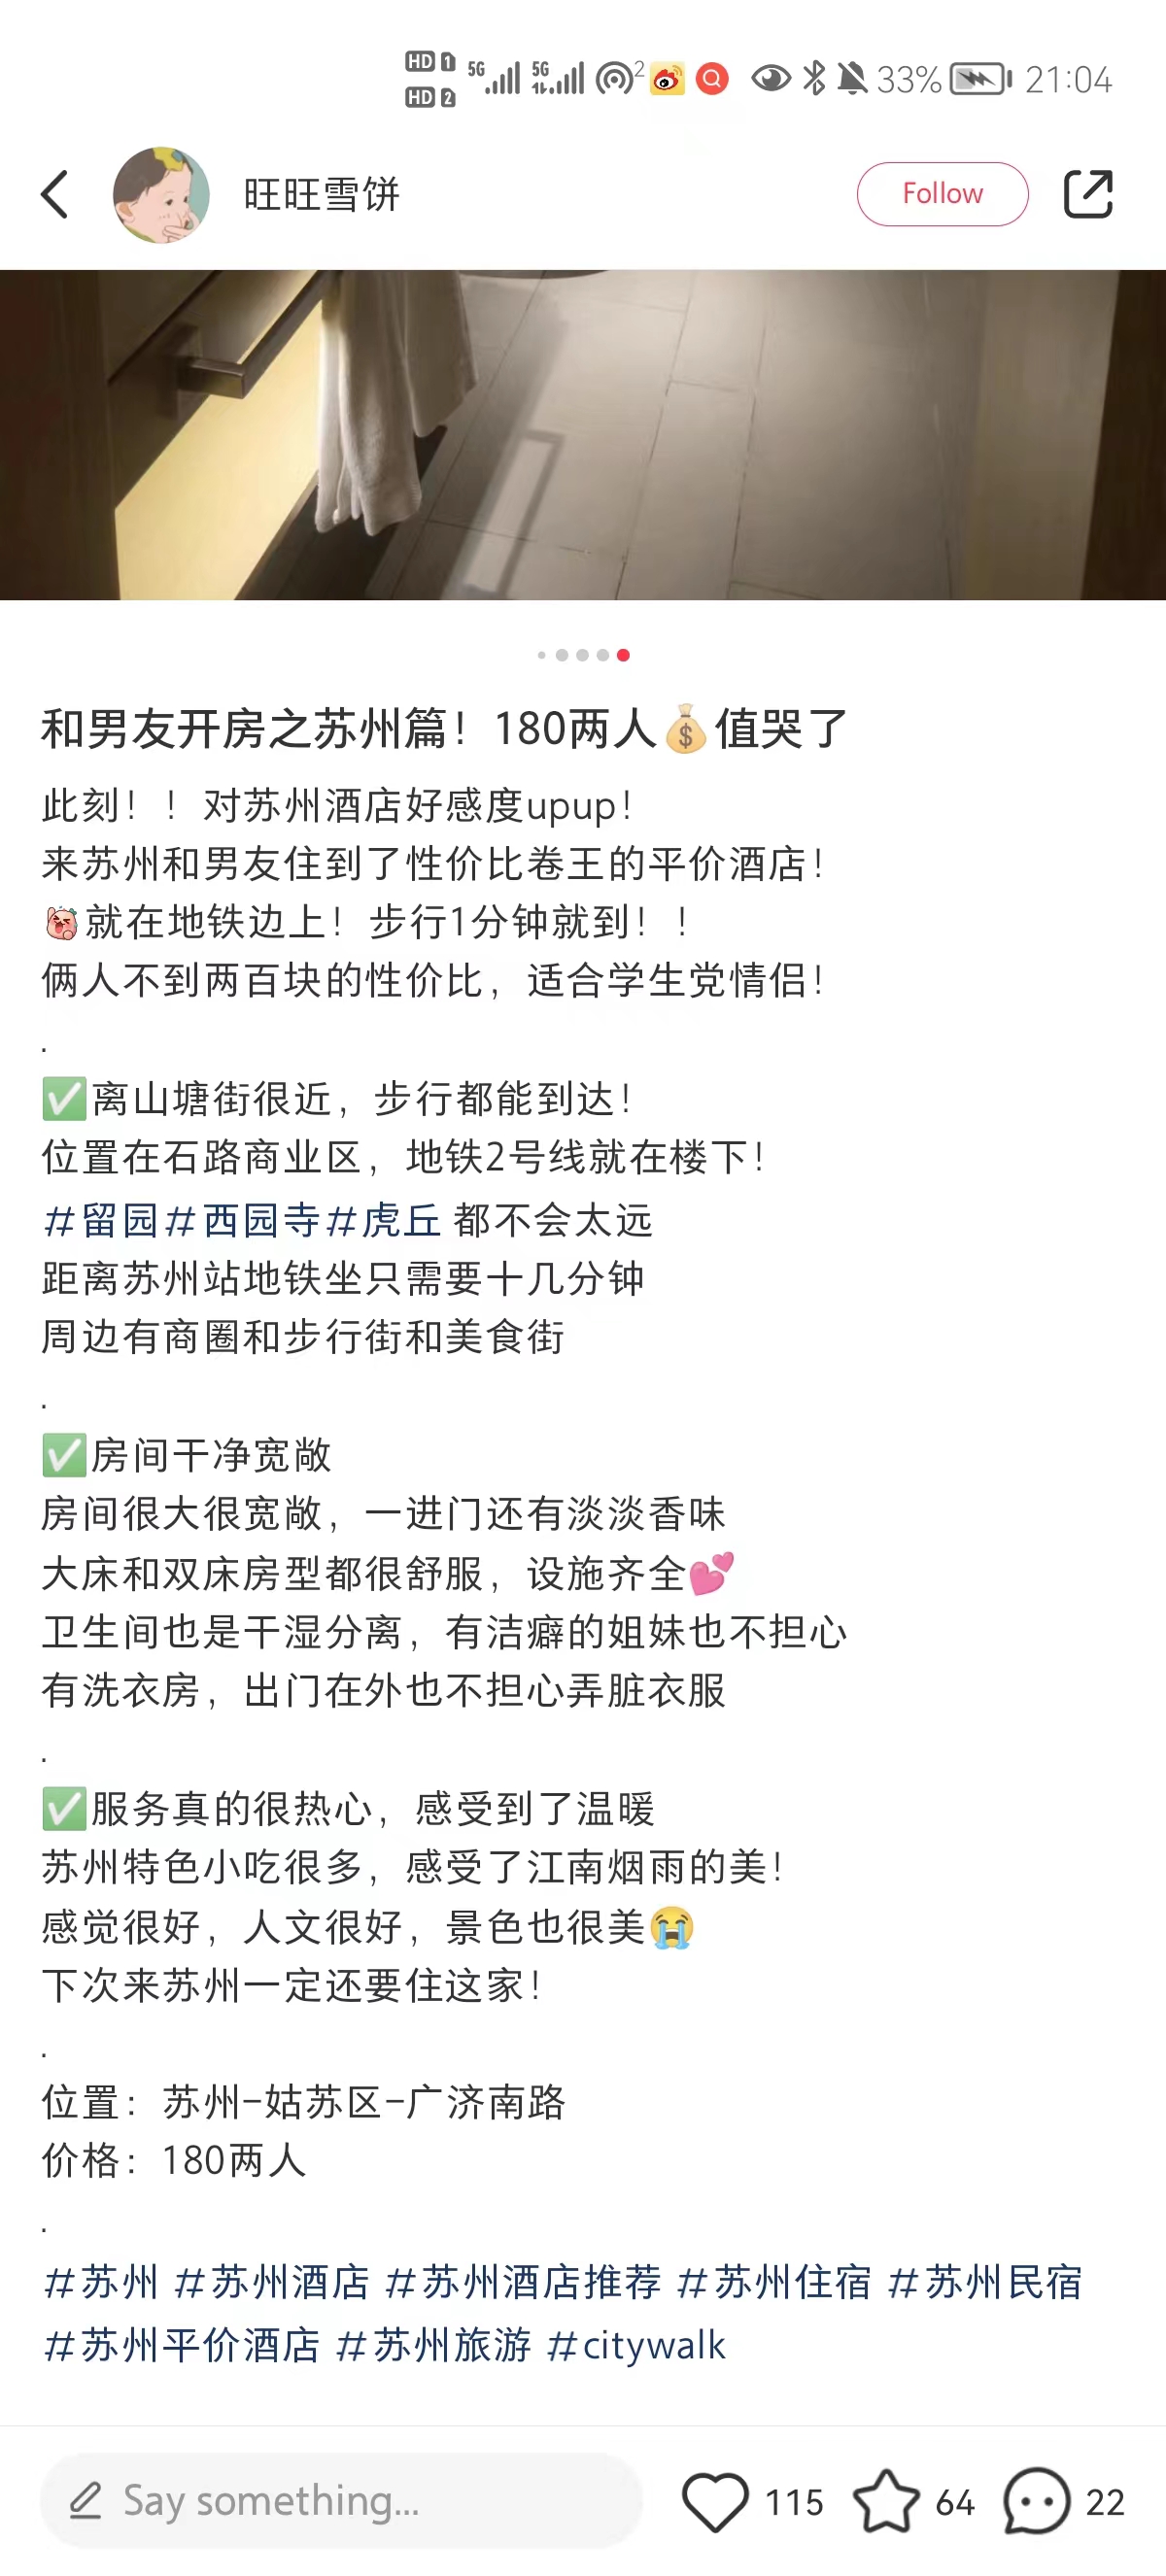 HD 1 5G 5G 2 33% 21:04
HD 2
旺旺雪饼 Follow
和男友开房之苏州篇！180两人💰值哭了
此刻！！对苏州酒店好感度upup！
来苏州和男友住到了性价比卷王的平价酒店！
就在地铁边上！步行1分钟就到！！
俩人不到两百块的性价比，适合学生党情侣！
.
✅离山塘街很近，步行都能到达！
位置在石路商业区，地铁2号线就在楼下！
#留园#西园寺#虎丘 都不会太远
距离苏州站地铁坐只需要十几分钟
周边有商圈和步行街和美食街
.
✅房间干净宽敞
房间很大很宽敞，一进门还有淡淡香味
大床和双床房型都很舒服，设施齐全💕
卫生间也是干湿分离，有洁癖的姐妹也不担心
有洗衣房，出门在外也不担心弄脏衣服
.
✅服务真的很热心，感受到了温暖
苏州特色小吃很多，感受了江南烟雨的美！
感觉很好，人文很好，景色也很美😭
下次来苏州一定还要住这家！
.
位置：苏州-姑苏区-广济南路
价格：180两人
.
#苏州 #苏州酒店 #苏州酒店推荐 #苏州住宿 #苏州民宿
#苏州平价酒店 #苏州旅游 #citywalk
Say something... 115 64 22